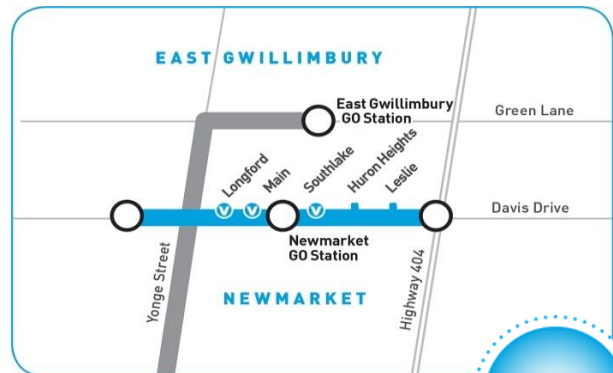 EAST GWILLIMBURY
East Gwillimbury
GO Station
Green Lane
Longford
Main
Southlake
Huron Heights
Leslie
V
V
V
Davis Drive
Newmarket
GO Station
Yonge Street
Highway 404
NEWMARKET